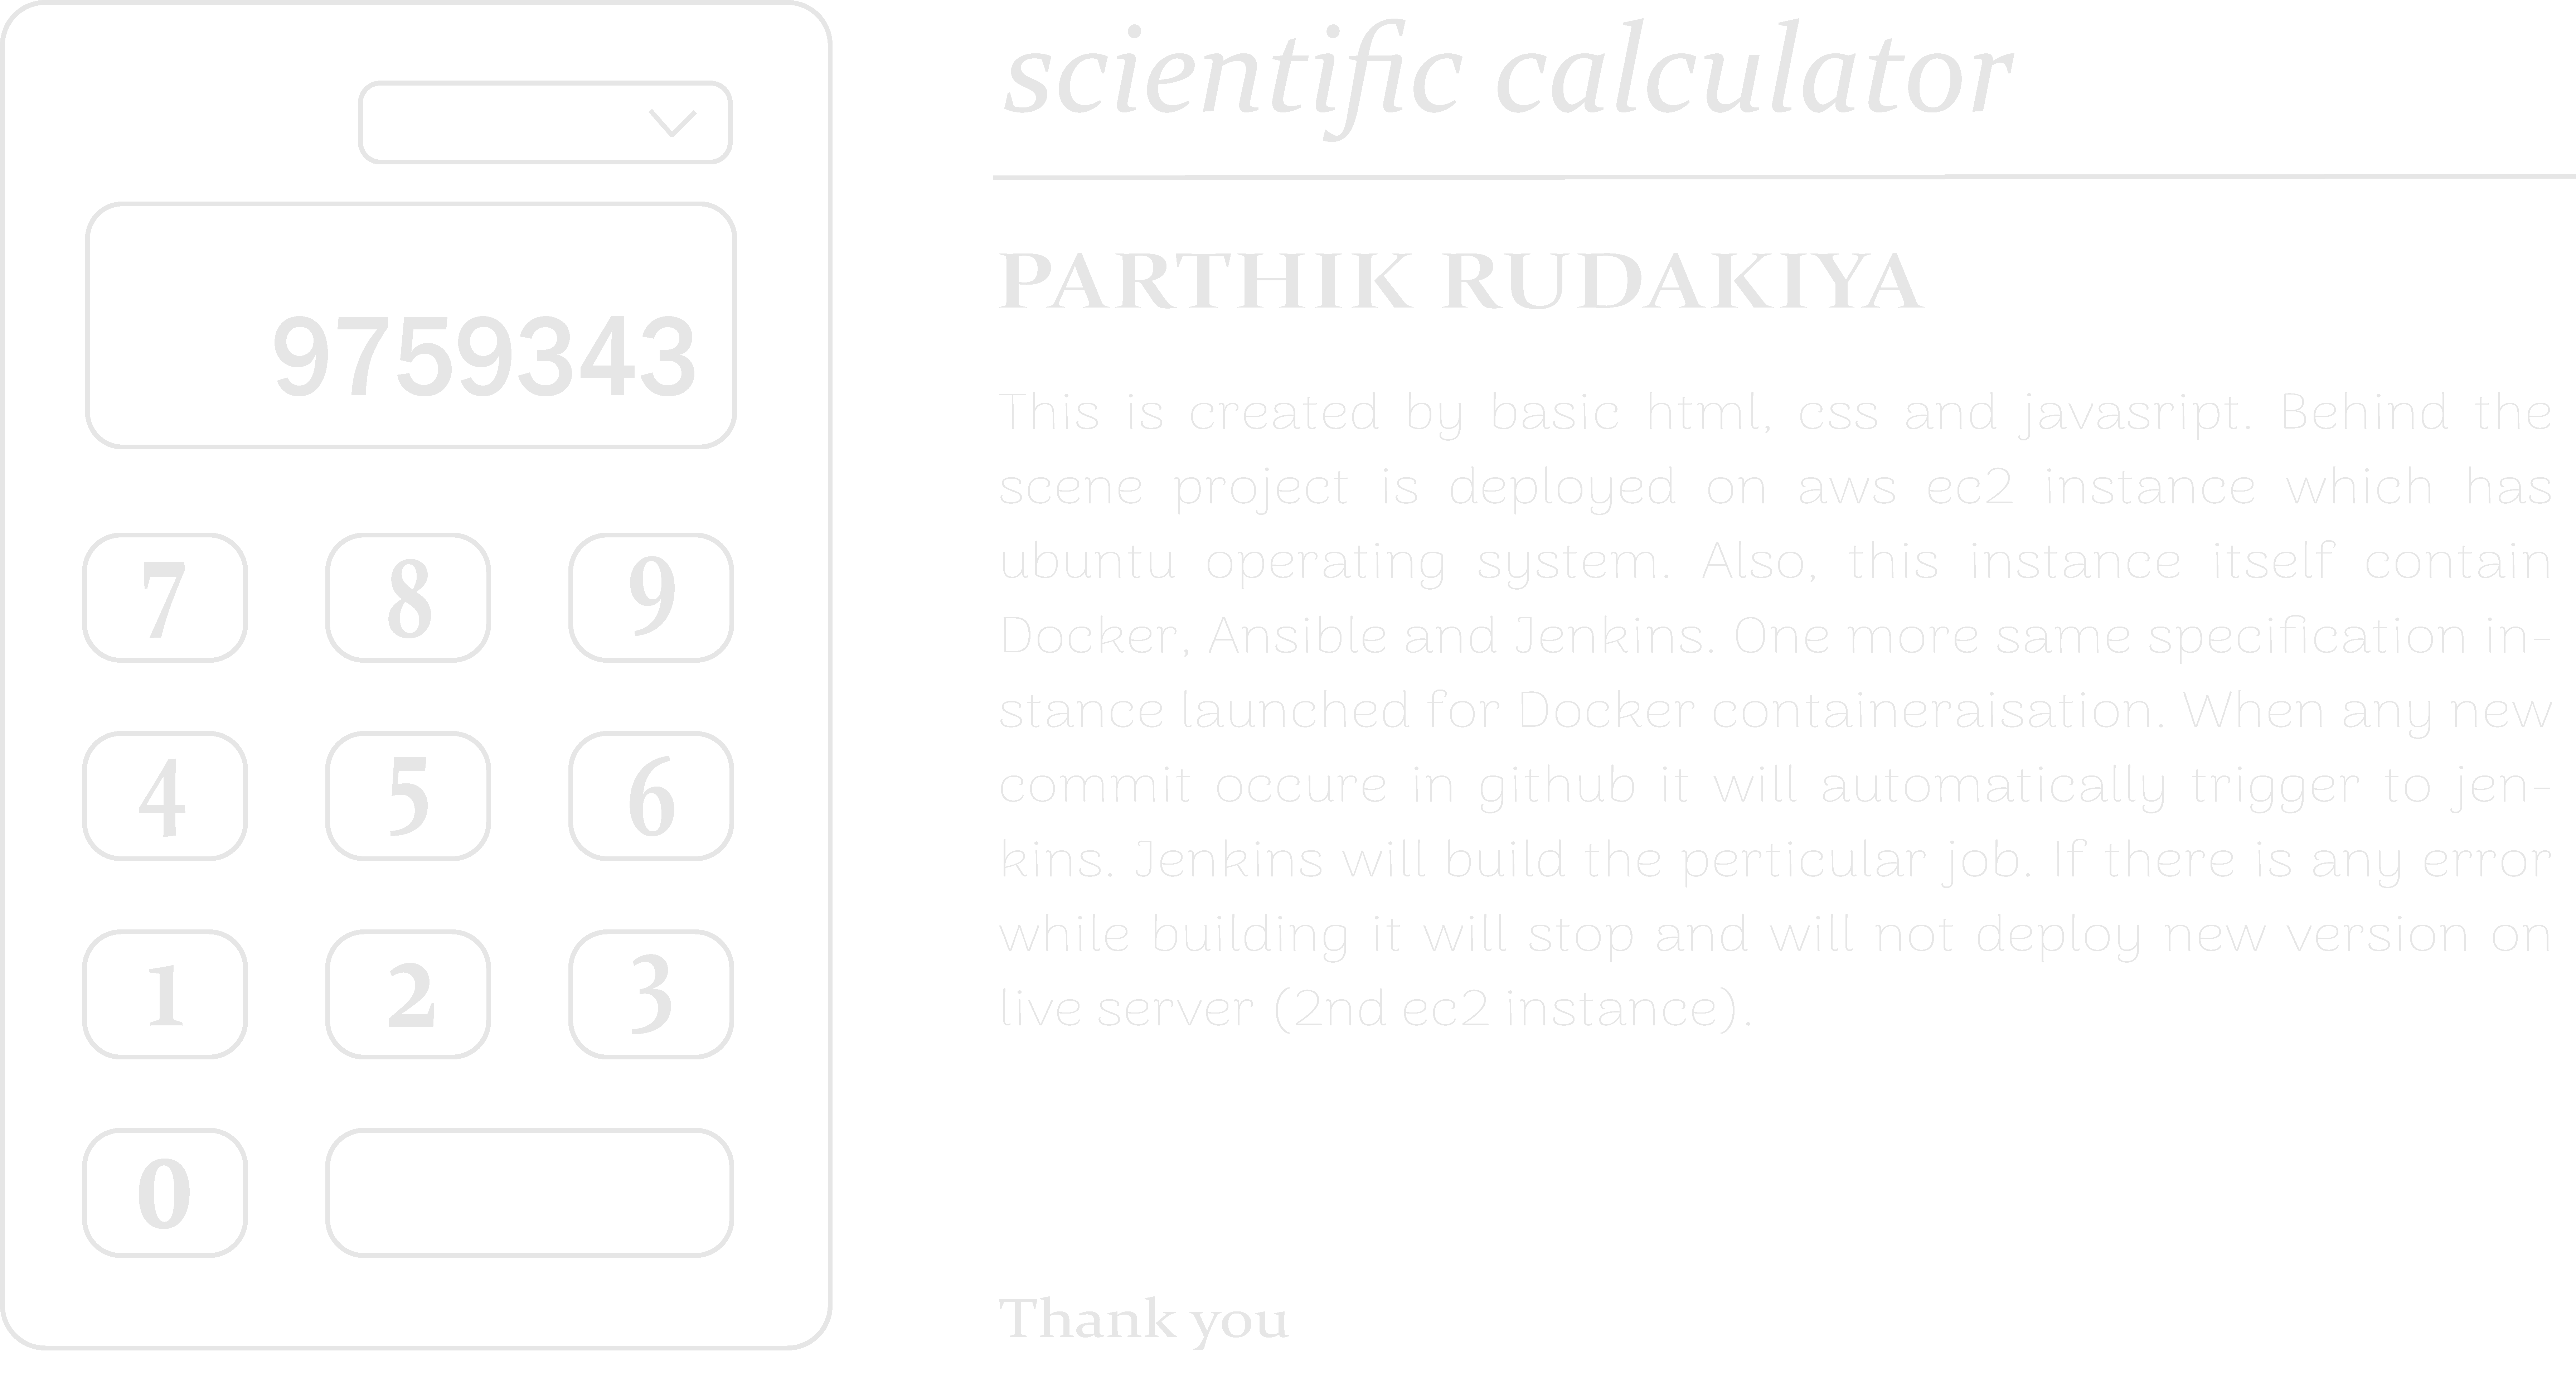 scientific calculator
PARTHIK RUDAKIYA
9759343
This is created by basic html, css and javasript. Behind the
scene project is deployed on aws ec2 instance which has
ubuntu operating system. Also, this instance itself contain
Docker, Ansible and Jenkins. One more same specification in-
stance launched for Docker containeraisation. When any new
commit occure in github it will automatically trigger to jen-
kins. Jenkins will build the perticular job. If there is any error
while building it will stop and will not deploy new version on
live server (2nd ec2 instance).
7 8 9
4 5 6
1 2 3
0
Thank you